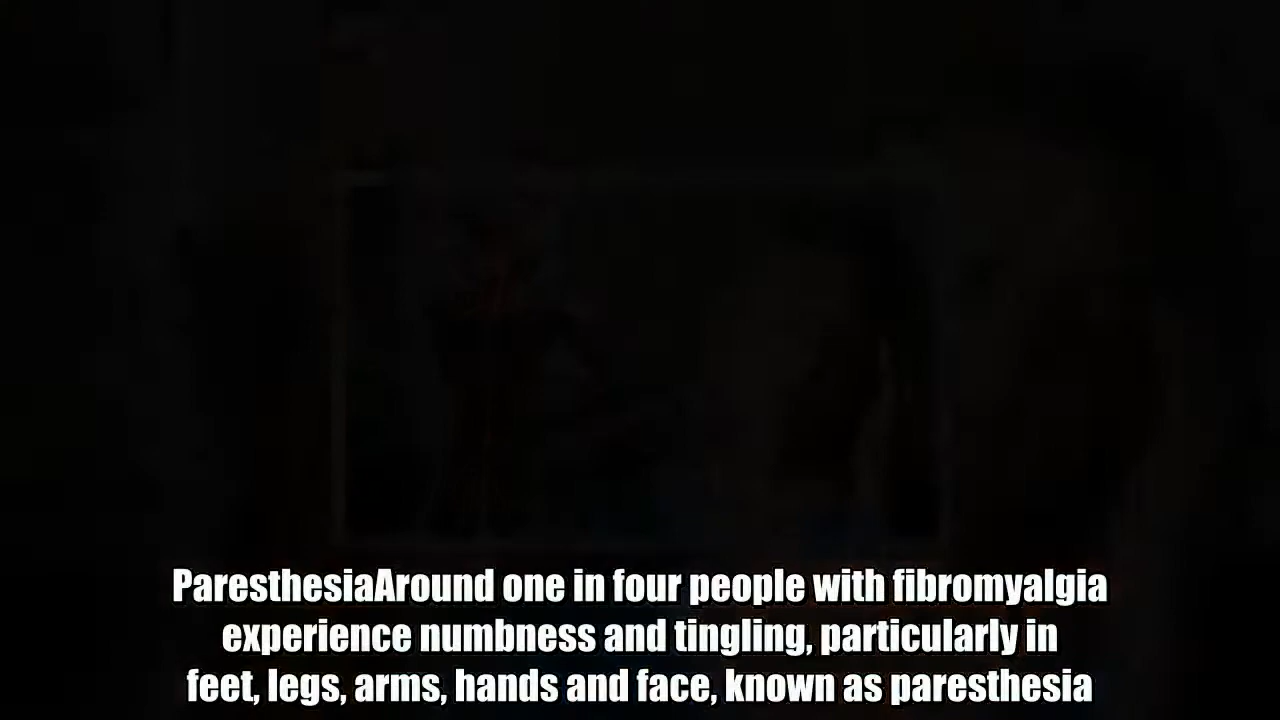 ParesthesiaAround one in four people with fibromyalgia
experience numbness and tingling, particularly in
feet, legs, arms, hands and face, known as paresthesia